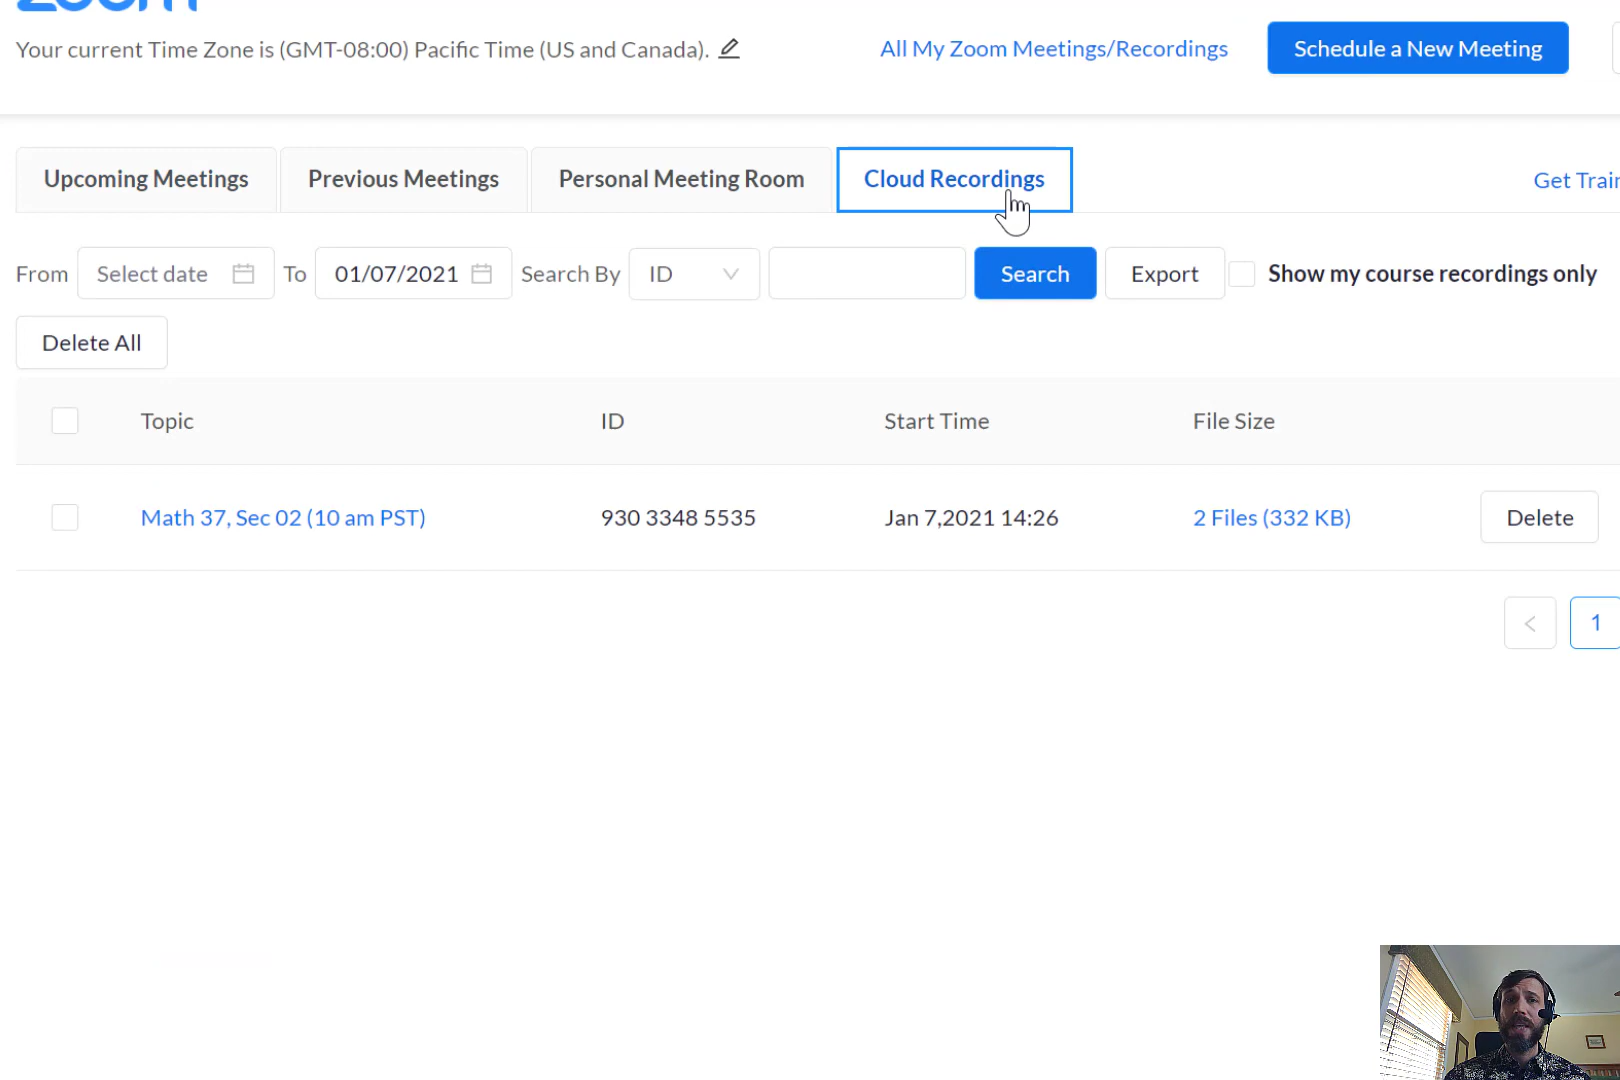 zoom
Your current Time Zone is (GMT-08:00) Pacific Time (US and Canada). All My Zoom Meetings/Recordings Schedule a New Meeting
Upcoming Meetings Previous Meetings Personal Meeting Room Cloud Recordings Get Train
From Select date To 01/07/2021 Search By ID Search Export Show my course recordings only
Delete All
Topic ID Start Time File Size
Math 37, Sec 02 (10 am PST) 930 3348 5535 Jan 7,2021 14:26 2 Files (332 KB) Delete
< 1